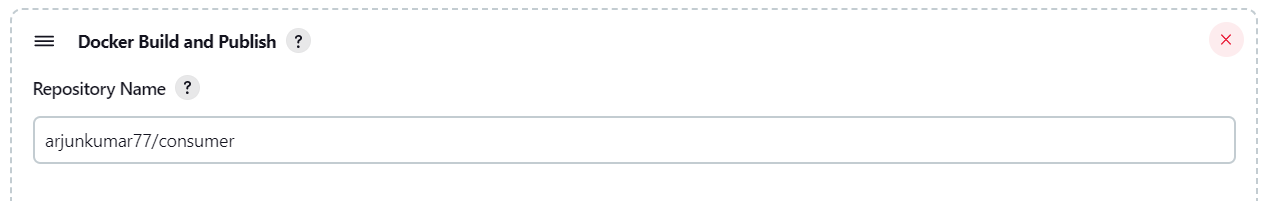 Docker Build and Publish ?
Repository Name ?
arjunkumar77/consumer